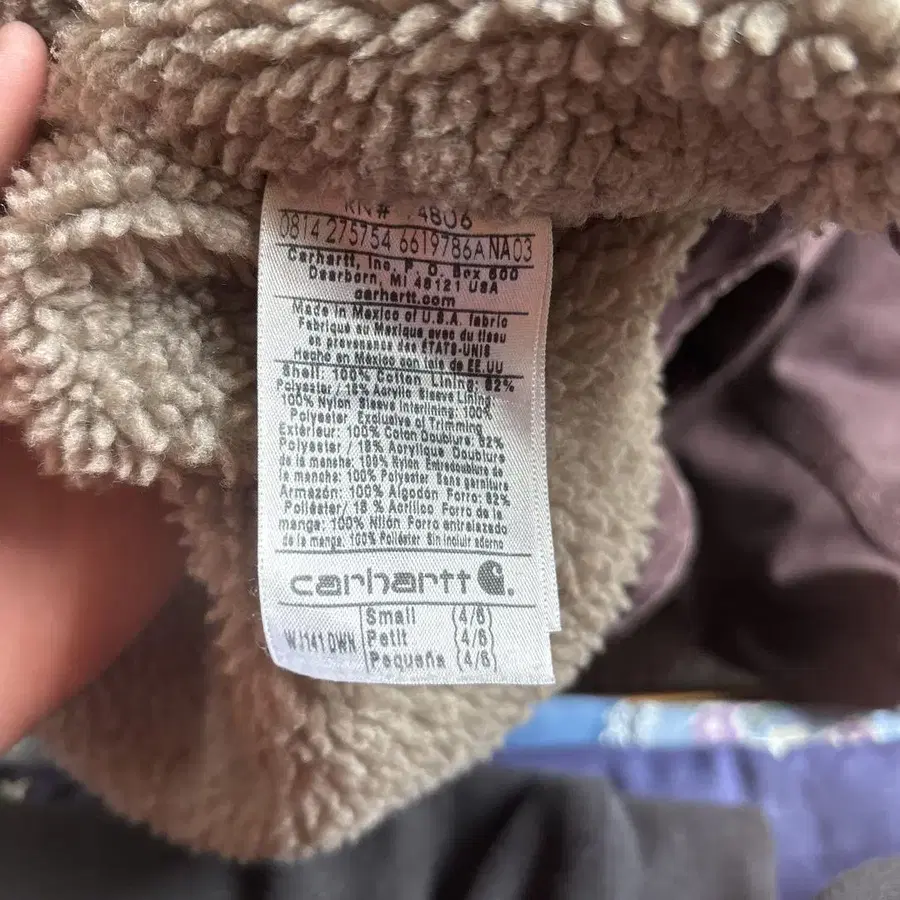 RN# 14806
0814 275754 6619786A NA03
Carhartt, Inc. P. O. Box 600
Dearborn, MI 48121 USA
carhartt.com
Made in Mexico of U.S.A. fabric
Fabriqué au Mexique avec du tissu
en provenance des ÉTATS-UNIS
Hecho en México con tela de EE.UU
Shell: 100% Cotton Lining: 82%
Polyester / 18% Acrylic Sleeve Lining:
100% Nylon Sleeve Interlining: 100%
Polyester Exclusive of Trimming
Extérieur: 100% Coton Doublure: 82%
Polyester / 18% Acrylique Doublure
de la manche: 100% Nylon Entredoublure de
la manche: 100% Polyester Sans garniture
Armazón: 100% Algodón Forro: 82%
Poliéster/ 18 % Acrílico Forro de la
manga: 100% Nilón Forro entrelazado
de la manga: 100% Poliéster Sin incluir adorno
carhartt
WJ141 DWN
Small (4/6)
Petit (4/6)
Pequeña (4/6)